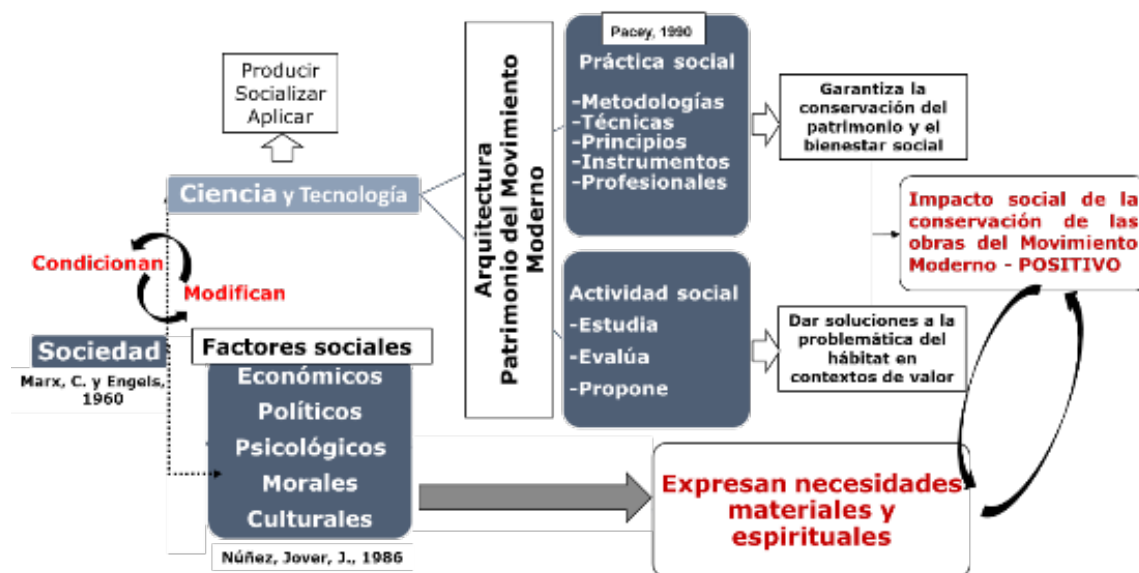 Producir
Socializar
Aplicar
Ciencia y Tecnología
Condicionan
Modifican
Sociedad
Marx, C. y Engels,
1960
Factores sociales
Económicos
Políticos
Psicológicos
Morales
Culturales
Núñez, Jover, J., 1986
Arquitectura
Patrimonio del Movimiento
Moderno
Pacey, 1990
Práctica social
-Metodologías
-Técnicas
-Principios
-Instrumentos
-Profesionales
Actividad social
-Estudia
-Evalúa
-Propone
Garantiza la
conservación del
patrimonio y el
bienestar social
Dar soluciones a la
problemática del
hábitat en
contextos de valor
Impacto social de la
conservación de las
obras del Movimiento
Moderno - POSITIVO
Expresan necesidades
materiales y
espirituales